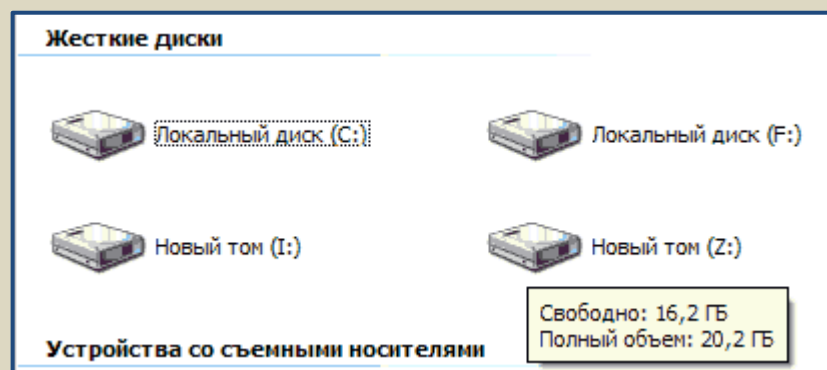 Жесткие диски
Локальный диск (C:) Локальный диск (F:)
Новый том (I:) Новый том (Z:)
Свободно: 16,2 ГБ
Полный объем: 20,2 ГБ
Устройства со съемными носителями